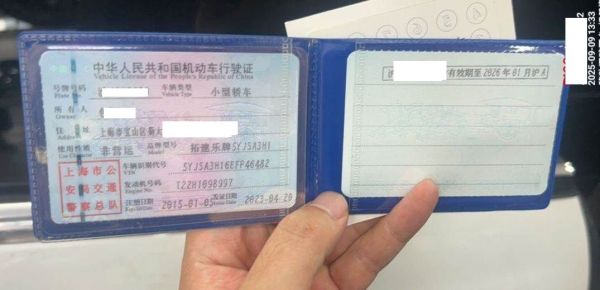 中华人民共和国机动车行驶证
Vehicle License of the People's Republic of China
号牌号码 Plate No. 车辆类型 Vehicle Type 小型轿车
所有人 Owner
住址 Address 上海市宝山区
使用性质 Use Character 非营运 品牌型号 Model 裕捷乐牌SYJ5A3H1
上海市公安局交通警察总队
车辆识别代号 VIN SYJ5A3H16EFP46482
发动机号码 Engine No. T2ZH1098997
注册日期 Register Date 2015-01-0 发证日期 Issue Date 2023-04-20
有效期至2026年01月沪A
2025-09-09 13:33